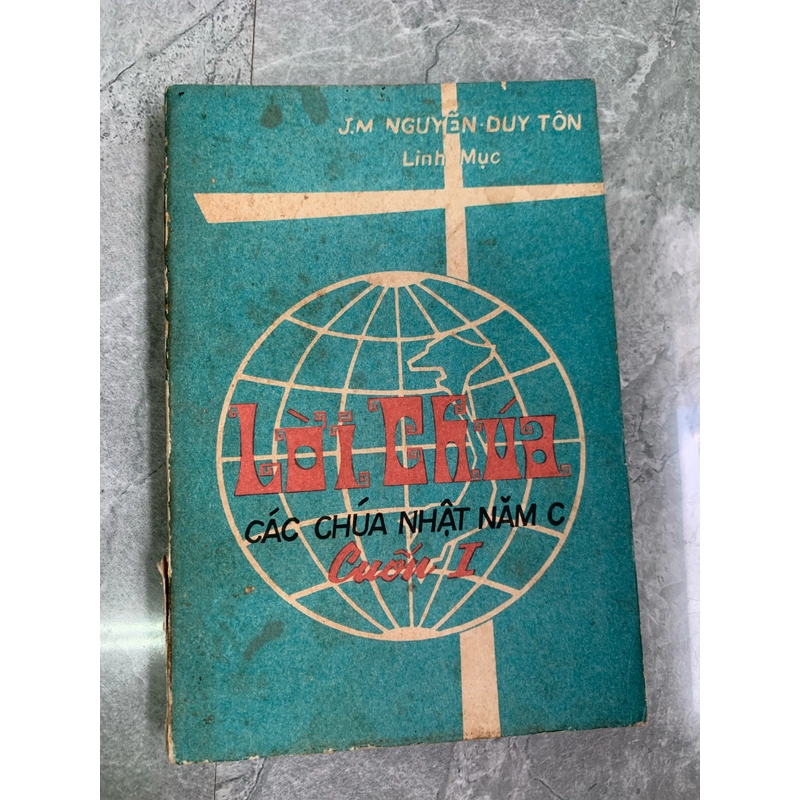 J.M NGUYỄN-DUY TÔN
Linh Mục
Lời Chúa
CÁC CHÚA NHẬT NĂM C
Cuốn I